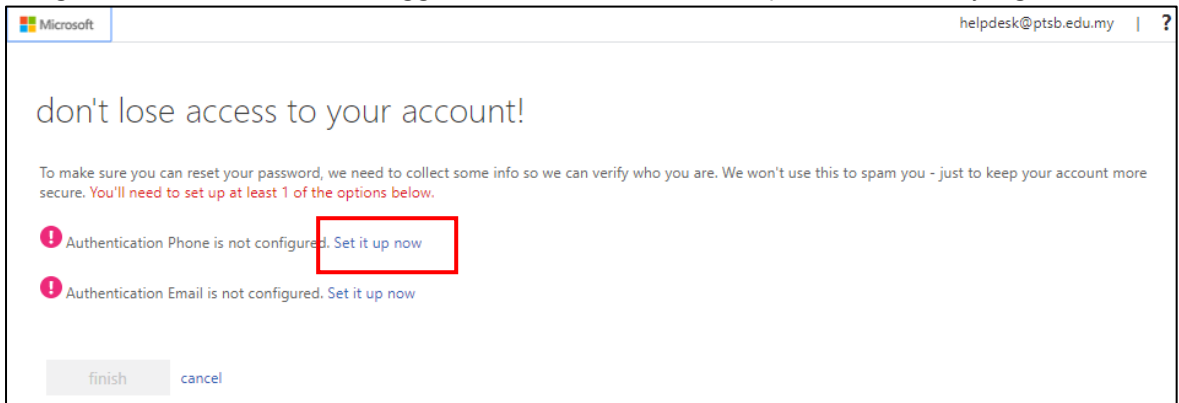 Microsoft
helpdesk@ptsb.edu.my | ?
don't lose access to your account!
To make sure you can reset your password, we need to collect some info so we can verify who you are. We won't use this to spam you - just to keep your account more
secure. You'll need to set up at least 1 of the options below.
! Authentication Phone is not configured. Set it up now
! Authentication Email is not configured. Set it up now
finish cancel